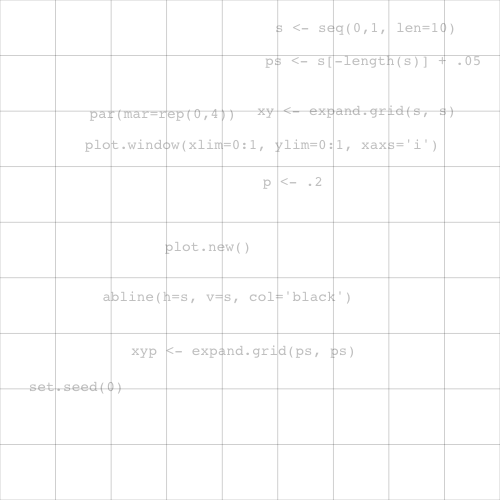 s <- seq(0,1, len=10)
ps <- s[-length(s)] + .05
par(mar=rep(0,4))
xy <- expand.grid(s, s)
plot.window(xlim=0:1, ylim=0:1, xaxs='i')
p <- .2
plot.new()
abline(h=s, v=s, col='black')
xyp <- expand.grid(ps, ps)
set.seed(0)